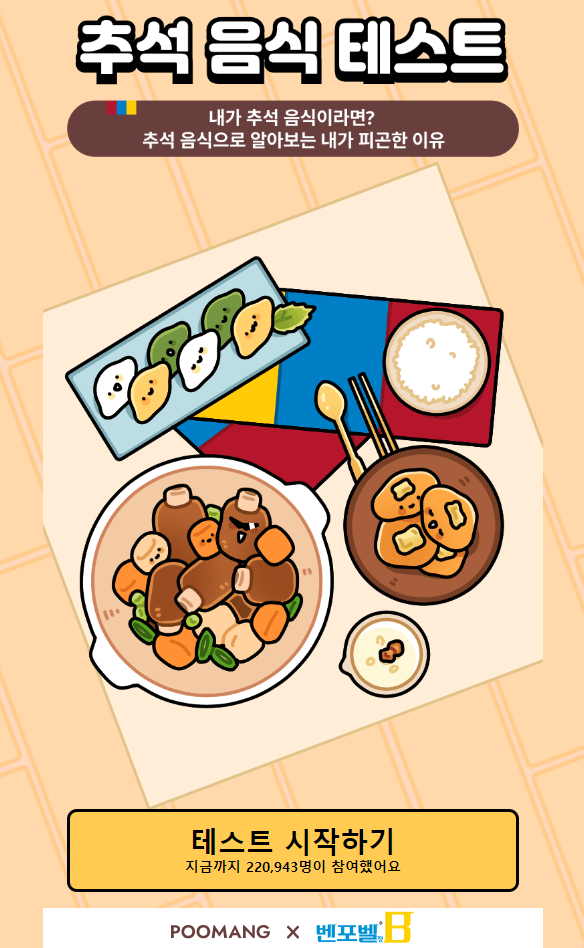 추석 음식 테스트
내가 추석 음식이라면?
추석 음식으로 알아보는 내가 피곤한 이유
테스트 시작하기
지금까지 220,943명이 참여했어요
POOMANG X 벤포벨 B